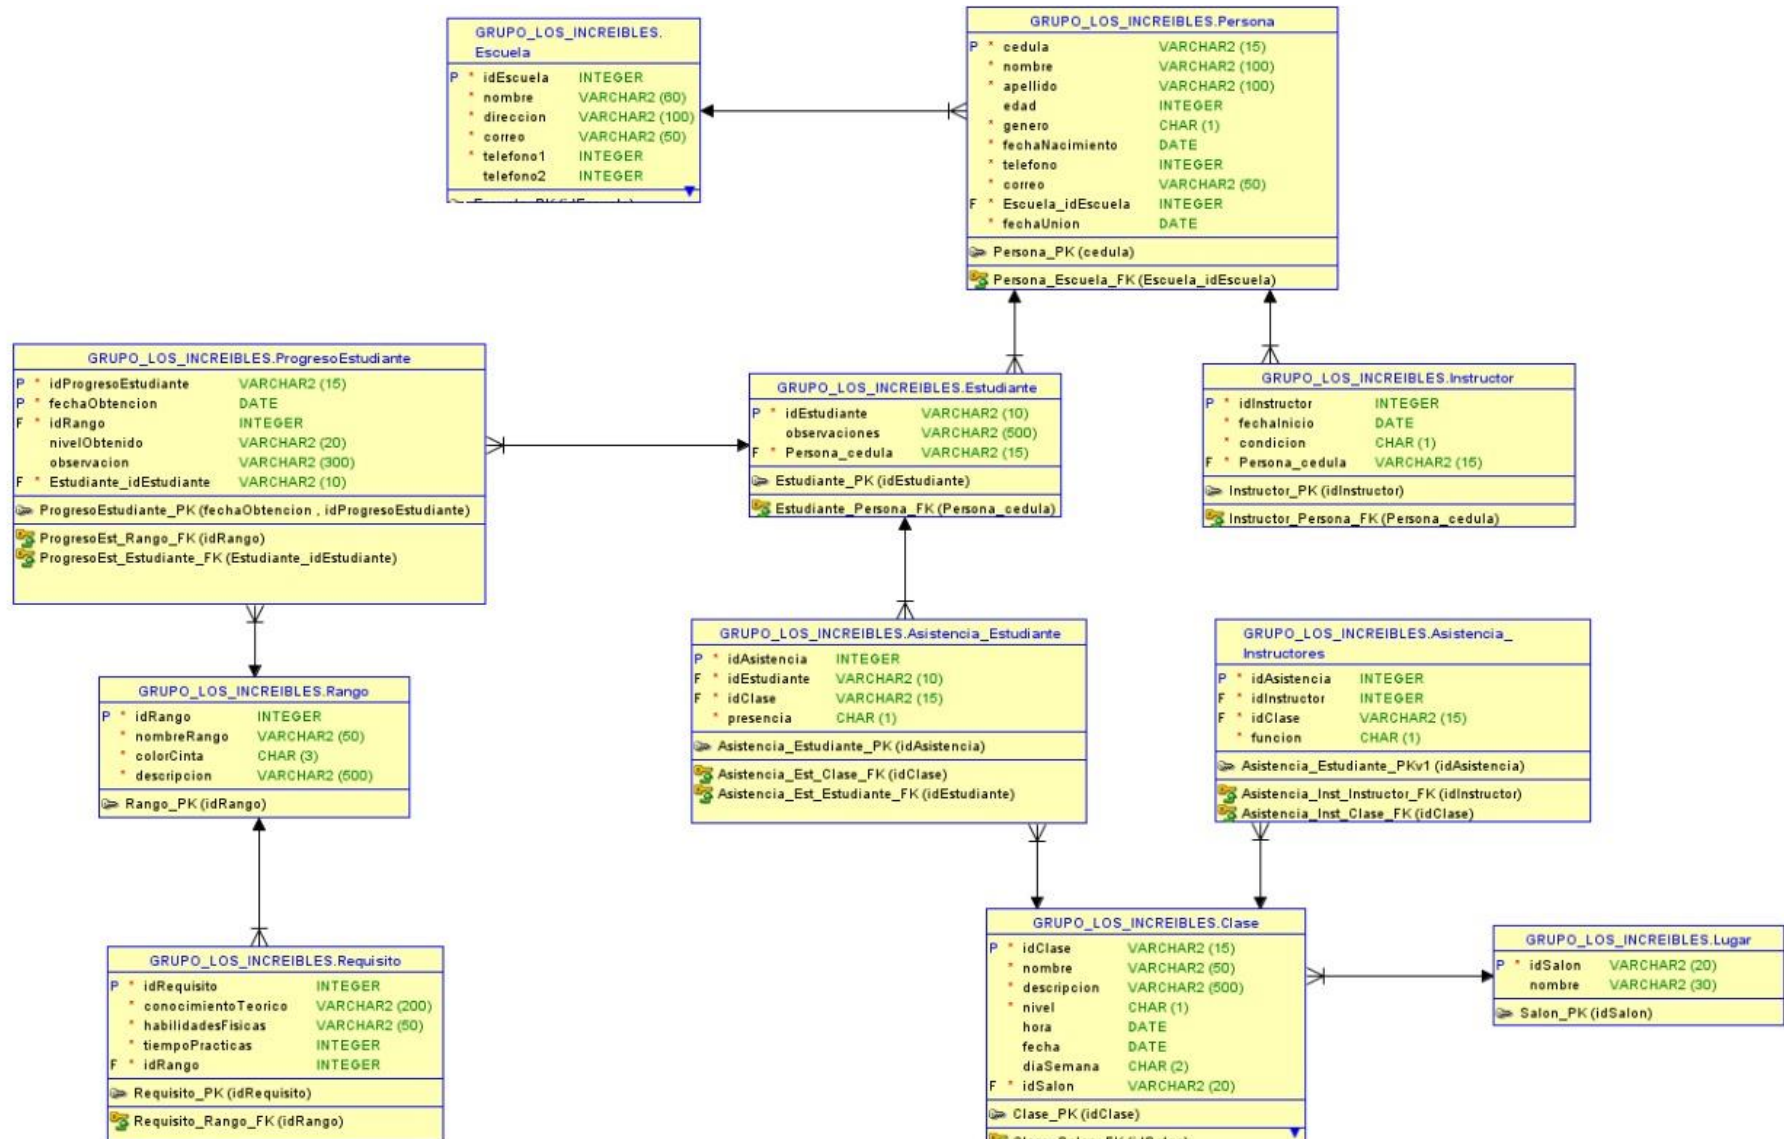 GRUPO_LOS_INCREIBLES.
Escuela
P * idEscuela INTEGER
* nombre VARCHAR2 (60)
* direccion VARCHAR2 (100)
* correo VARCHAR2 (50)
* telefono1 INTEGER
telefono2 INTEGER
GRUPO_LOS_INCREIBLES.Persona
P * cedula VARCHAR2 (15)
* nombre VARCHAR2 (100)
* apellido VARCHAR2 (100)
edad INTEGER
* genero CHAR (1)
* fechaNacimiento DATE
* telefono INTEGER
* correo VARCHAR2 (50)
F * Escuela_idEscuela INTEGER
* fechaUnion DATE
Persona_PK (cedula)
Persona_Escuela_FK (Escuela_idEscuela)
GRUPO_LOS_INCREIBLES.ProgresoEstudiante
P * idProgresoEstudiante VARCHAR2 (15)
P * fechaObtencion DATE
F * idRango INTEGER
nivelObtenido VARCHAR2 (20)
observacion VARCHAR2 (300)
F * Estudiante_idEstudiante VARCHAR2 (10)
ProgresoEstudiante_PK (fechaObtencion , idProgresoEstudiante)
ProgresoEst_Rango_FK (idRango)
ProgresoEst_Estudiante_FK (Estudiante_idEstudiante)
GRUPO_LOS_INCREIBLES.Estudiante
P * idEstudiante VARCHAR2 (10)
observaciones VARCHAR2 (500)
F * Persona_cedula VARCHAR2 (15)
Estudiante_PK (idEstudiante)
Estudiante_Persona_FK (Persona_cedula)
GRUPO_LOS_INCREIBLES.Instructor
P * idInstructor INTEGER
* fechaInicio DATE
* condicion CHAR (1)
F * Persona_cedula VARCHAR2 (15)
Instructor_PK (idInstructor)
Instructor_Persona_FK (Persona_cedula)
GRUPO_LOS_INCREIBLES.Rango
P * idRango INTEGER
* nombreRango VARCHAR2 (50)
* colorCinta CHAR (3)
* descripcion VARCHAR2 (500)
Rango_PK (idRango)
GRUPO_LOS_INCREIBLES.Asistencia_Estudiante
P * idAsistencia INTEGER
F * idEstudiante VARCHAR2 (10)
F * idClase VARCHAR2 (15)
* presencia CHAR (1)
Asistencia_Estudiante_PK (idAsistencia)
Asistencia_Est_Clase_FK (idClase)
Asistencia_Est_Estudiante_FK (idEstudiante)
GRUPO_LOS_INCREIBLES.Asistencia_
Instructores
P * idAsistencia INTEGER
F * idInstructor INTEGER
F * idClase VARCHAR2 (15)
* funcion CHAR (1)
Asistencia_Estudiante_PKv1 (idAsistencia)
Asistencia_Inst_Instructor_FK (idInstructor)
Asistencia_Inst_Clase_FK (idClase)
GRUPO_LOS_INCREIBLES.Requisito
P * idRequisito INTEGER
* conocimientoTeorico VARCHAR2 (200)
* habilidadesFisicas VARCHAR2 (50)
* tiempoPracticas INTEGER
F * idRango INTEGER
Requisito_PK (idRequisito)
Requisito_Rango_FK (idRango)
GRUPO_LOS_INCREIBLES.Clase
P * idClase VARCHAR2 (15)
* nombre VARCHAR2 (50)
* descripcion VARCHAR2 (500)
* nivel CHAR (1)
hora DATE
fecha DATE
diaSemana CHAR (2)
F * idSalon VARCHAR2 (20)
Clase_PK (idClase)
GRUPO_LOS_INCREIBLES.Lugar
P * idSalon VARCHAR2 (20)
nombre VARCHAR2 (30)
Salon_PK (idSalon)